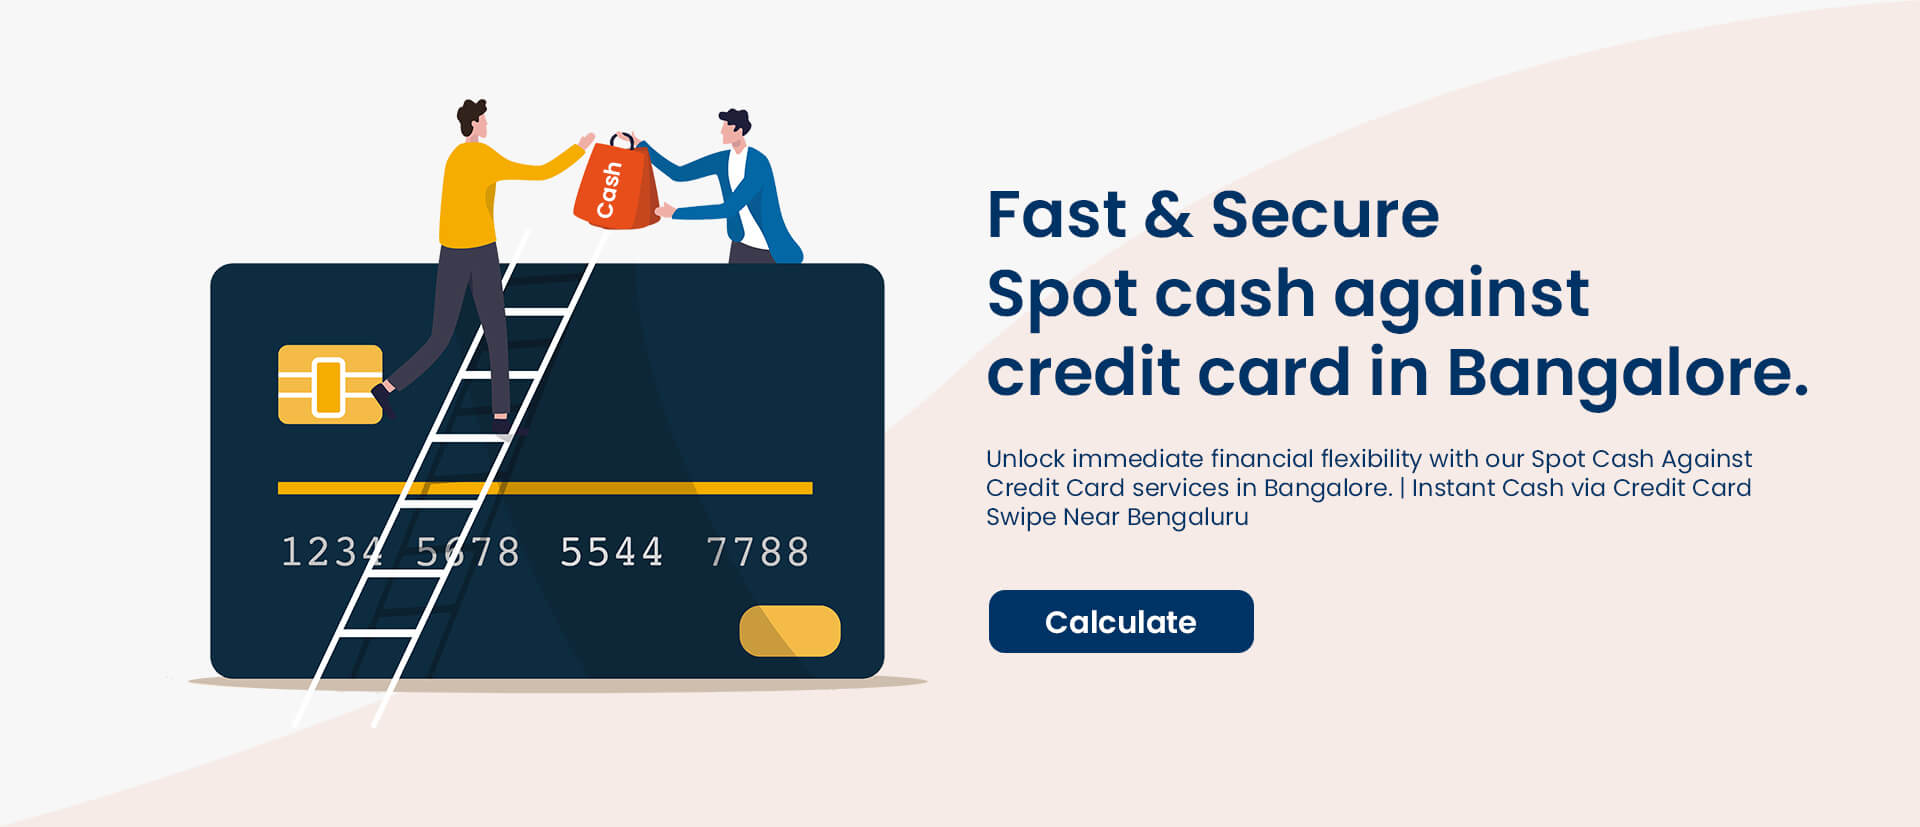 Cash
1234 5678 5544 7788
Fast & Secure
Spot cash against
credit card in Bangalore.
Unlock immediate financial flexibility with our Spot Cash Against
Credit Card services in Bangalore. | Instant Cash via Credit Card
Swipe Near Bengaluru
Calculate